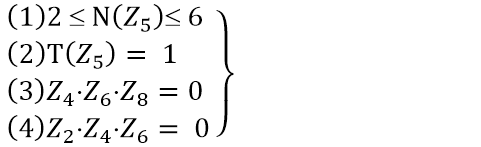 (1)2 ≤ N(Z₅)≤ 6
(2)T(Z₅) = 1
(3)Z₄·Z₆·Z₈ = 0
(4)Z₂·Z₄·Z₆ = 0